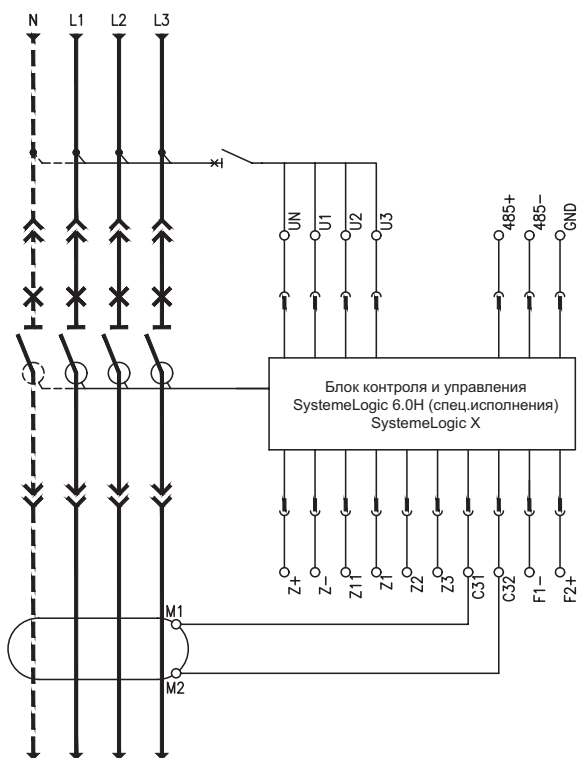 N L1 L2 L3
UN U1 U2 U3 485+ 485- GND
Блок контроля и управления
SystemeLogic 6.0H (спец.исполнения)
SystemeLogic X
Z+ Z- Z11 Z1 Z2 Z3 C31 C32 F1- F2+
M1
M2